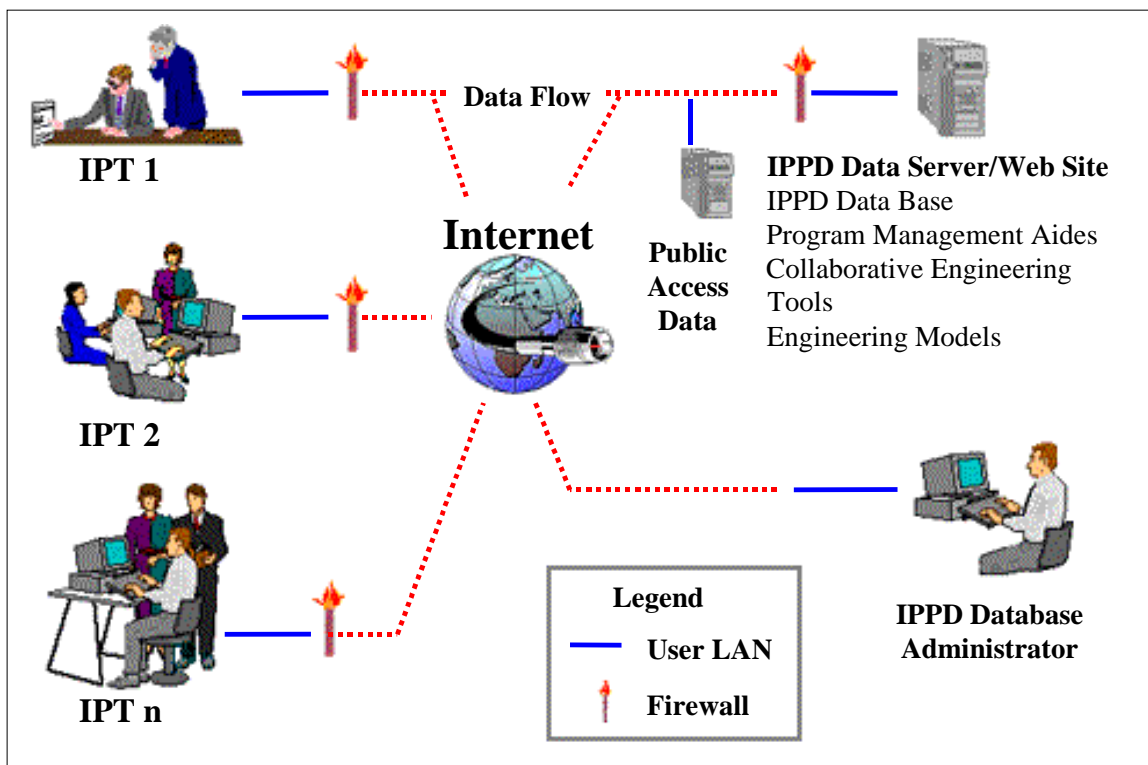 IPT 1
Data Flow
IPPD Data Server/Web Site
IPPD Data Base
Program Management Aides
Collaborative Engineering
Tools
Engineering Models
Public
Access
Data
Internet
IPT 2
IPT n
IPPD Database
Administrator
Legend
User LAN
Firewall